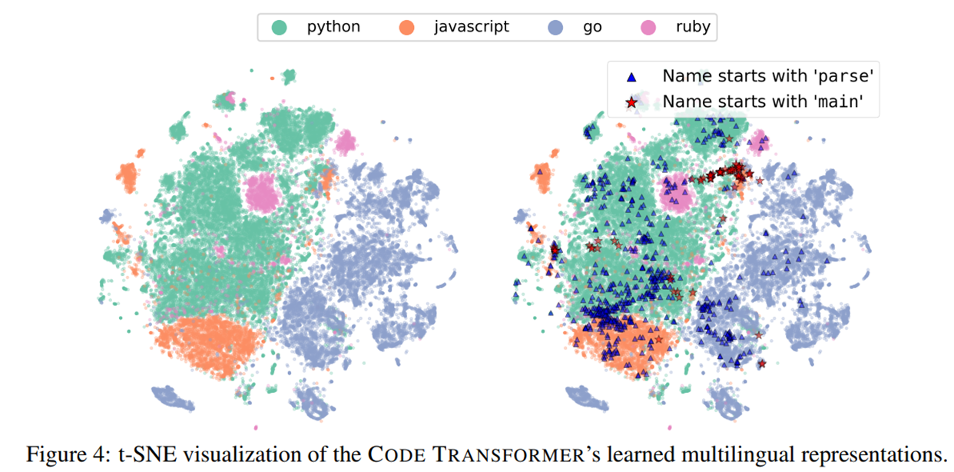 python javascript go ruby
Name starts with 'parse'
Name starts with 'main'
Figure 4: t-SNE visualization of the CODE TRANSFORMER's learned multilingual representations.